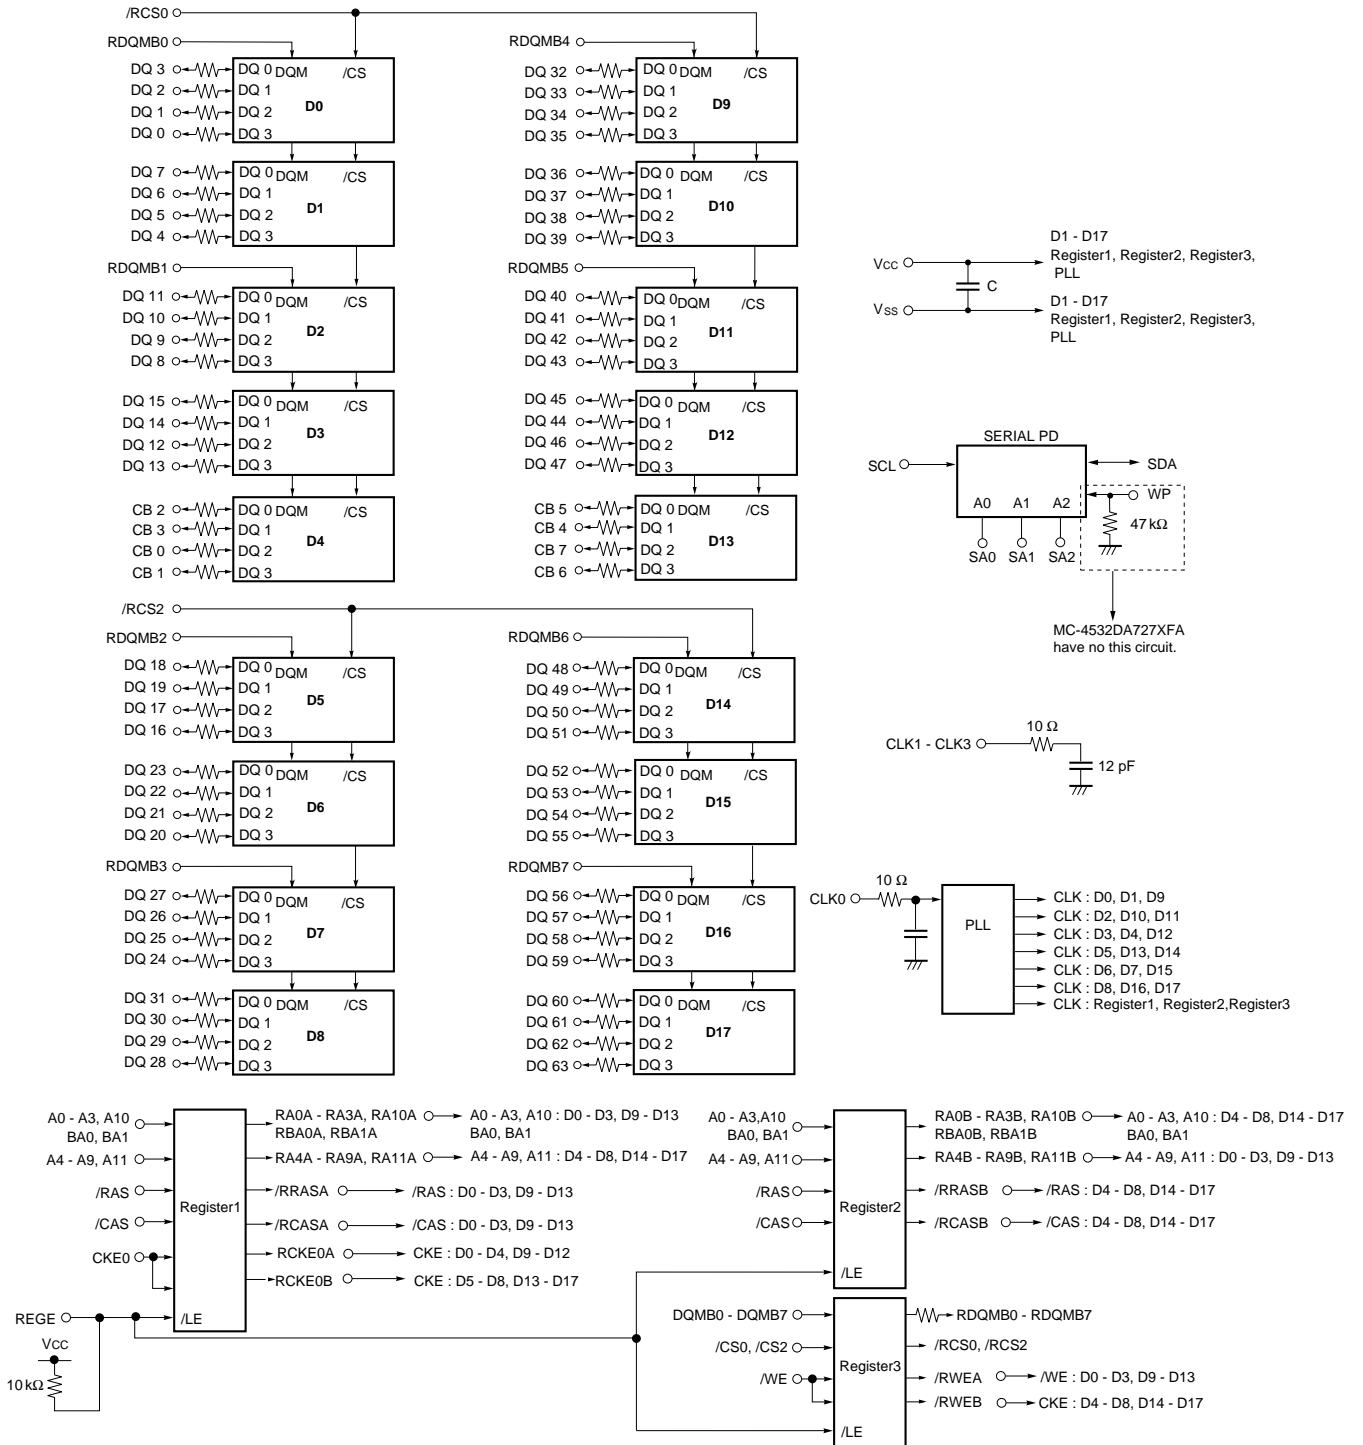 /RCS0
RDQMB0
DQ 3 DQ 0 DQM /CS
DQ 2 DQ 1
D0
DQ 1 DQ 2
DQ 0 DQ 3
DQ 7 DQ 0 DQM /CS
DQ 6 DQ 1
D1
DQ 5 DQ 2
DQ 4 DQ 3
RDQMB1
DQ 11 DQ 0 DQM /CS
DQ 10 DQ 1
D2
DQ 9 DQ 2
DQ 8 DQ 3
DQ 15 DQ 0 DQM /CS
DQ 14 DQ 1
D3
DQ 12 DQ 2
DQ 13 DQ 3
CB 2 DQ 0 DQM /CS
CB 3 DQ 1
D4
CB 0 DQ 2
CB 1 DQ 3
RDQMB4
DQ 32 DQ 0 DQM /CS
DQ 33 DQ 1
D9
DQ 34 DQ 2
DQ 35 DQ 3
DQ 36 DQ 0 DQM /CS
DQ 37 DQ 1
D10
DQ 38 DQ 2
DQ 39 DQ 3
RDQMB5
DQ 40 DQ 0 DQM /CS
DQ 41 DQ 1
D11
DQ 42 DQ 2
DQ 43 DQ 3
DQ 45 DQ 0 DQM /CS
DQ 44 DQ 1
D12
DQ 46 DQ 2
DQ 47 DQ 3
CB 5 DQ 0 DQM /CS
CB 4 DQ 1
D13
CB 7 DQ 2
CB 6 DQ 3
/RCS2
RDQMB2
DQ 18 DQ 0 DQM /CS
DQ 19 DQ 1
D5
DQ 17 DQ 2
DQ 16 DQ 3
DQ 23 DQ 0 DQM /CS
DQ 22 DQ 1
D6
DQ 21 DQ 2
DQ 20 DQ 3
RDQMB3
DQ 27 DQ 0 DQM /CS
DQ 26 DQ 1
D7
DQ 25 DQ 2
DQ 24 DQ 3
DQ 31 DQ 0 DQM /CS
DQ 30 DQ 1
D8
DQ 29 DQ 2
DQ 28 DQ 3
RDQMB6
DQ 48 DQ 0 DQM /CS
DQ 49 DQ 1
D14
DQ 50 DQ 2
DQ 51 DQ 3
DQ 52 DQ 0 DQM /CS
DQ 53 DQ 1
D15
DQ 54 DQ 2
DQ 55 DQ 3
RDQMB7
DQ 56 DQ 0 DQM /CS
DQ 57 DQ 1
D16
DQ 58 DQ 2
DQ 59 DQ 3
DQ 60 DQ 0 DQM /CS
DQ 61 DQ 1
D17
DQ 62 DQ 2
DQ 63 DQ 3
D1 - D17
VCC Register1, Register2, Register3,
PLL
C
D1 - D17
VSS Register1, Register2, Register3,
PLL
SERIAL PD
SCL SDA
WP
A0 A1 A2
47 kΩ
SA0 SA1 SA2
MC-4532DA727XFA
have no this circuit.
10 Ω
CLK1 - CLK3
12 pF
10 Ω
CLK0
PLL
CLK : D0, D1, D9
CLK : D2, D10, D11
CLK : D3, D4, D12
CLK : D5, D13, D14
CLK : D6, D7, D15
CLK : D8, D16, D17
CLK : Register1, Register2,Register3
A0 - A3, A10 RA0A - RA3A, RA10A A0 - A3, A10 : D0 - D3, D9 - D13
BA0, BA1 RBA0A, RBA1A BA0, BA1
A4 - A9, A11 RA4A - RA9A, RA11A A4 - A9, A11 : D4 - D8, D14 - D17
/RAS /RRASA /RAS : D0 - D3, D9 - D13
Register1
/CAS /RCASA /CAS : D0 - D3, D9 - D13
CKE0 RCKE0A CKE : D0 - D4, D9 - D12
RCKE0B CKE : D5 - D8, D13 - D17
REGE /LE
VCC
10 kΩ
A0 - A3,A10 RA0B - RA3B, RA10B A0 - A3, A10 : D4 - D8, D14 - D17
BA0, BA1 RBA0B, RBA1B BA0, BA1
A4 - A9, A11 RA4B - RA9B, RA11B A4 - A9, A11 : D0 - D3, D9 - D13
/RAS /RRASB /RAS : D4 - D8, D14 - D17
Register2
/CAS /RCASB /CAS : D4 - D8, D14 - D17
/LE
DQMB0 - DQMB7 RDQMB0 - RDQMB7
/CS0, /CS2 /RCS0, /RCS2
Register3
/WE /RWEA /WE : D0 - D3, D9 - D13
/RWEB CKE : D4 - D8, D14 - D17
/LE